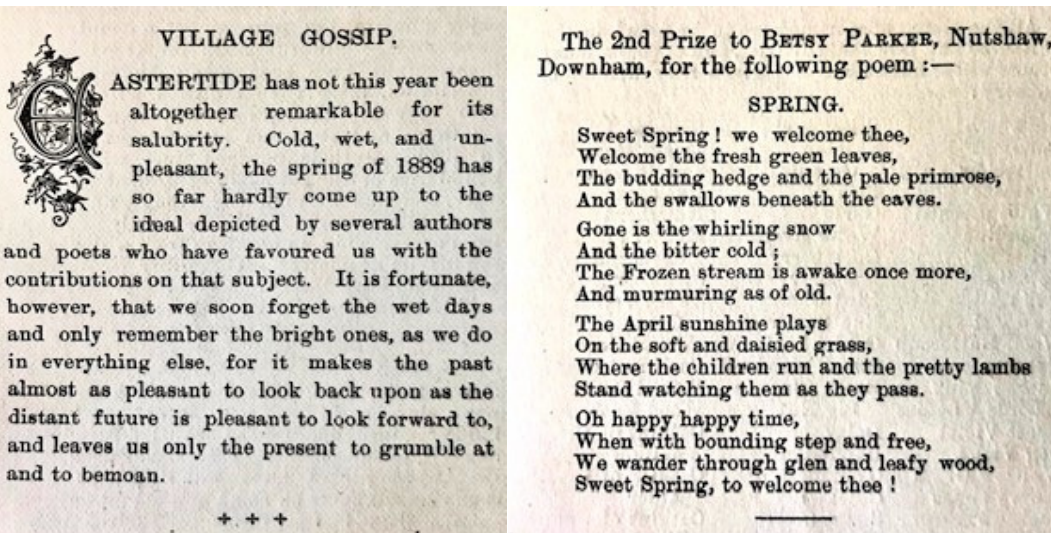 VILLAGE GOSSIP.
EASTERTIDE has not this year been
altogether remarkable for its
salubrity. Cold, wet, and un-
pleasant, the spring of 1889 has
so far hardly come up to the
ideal depicted by several authors
and poets who have favoured us with the
contributions on that subject. It is fortunate,
however, that we soon forget the wet days
and only remember the bright ones, as we do
in everything else, for it makes the past
almost as pleasant to look back upon as the
distant future is pleasant to look forward to,
and leaves us only the present to grumble at
and to bemoan.
+ + +
The 2nd Prize to BETSY PARKER, Nutshaw,
Downham, for the following poem :—
SPRING.
Sweet Spring ! we welcome thee,
Welcome the fresh green leaves,
The budding hedge and the pale primrose,
And the swallows beneath the eaves.
Gone is the whirling snow
And the bitter cold ;
The Frozen stream is awake once more,
And murmuring as of old.
The April sunshine plays
On the soft and daisied grass,
Where the children run and the pretty lambs
Stand watching them as they pass.
Oh happy happy time,
When with bounding step and free,
We wander through glen and leafy wood,
Sweet Spring, to welcome thee !